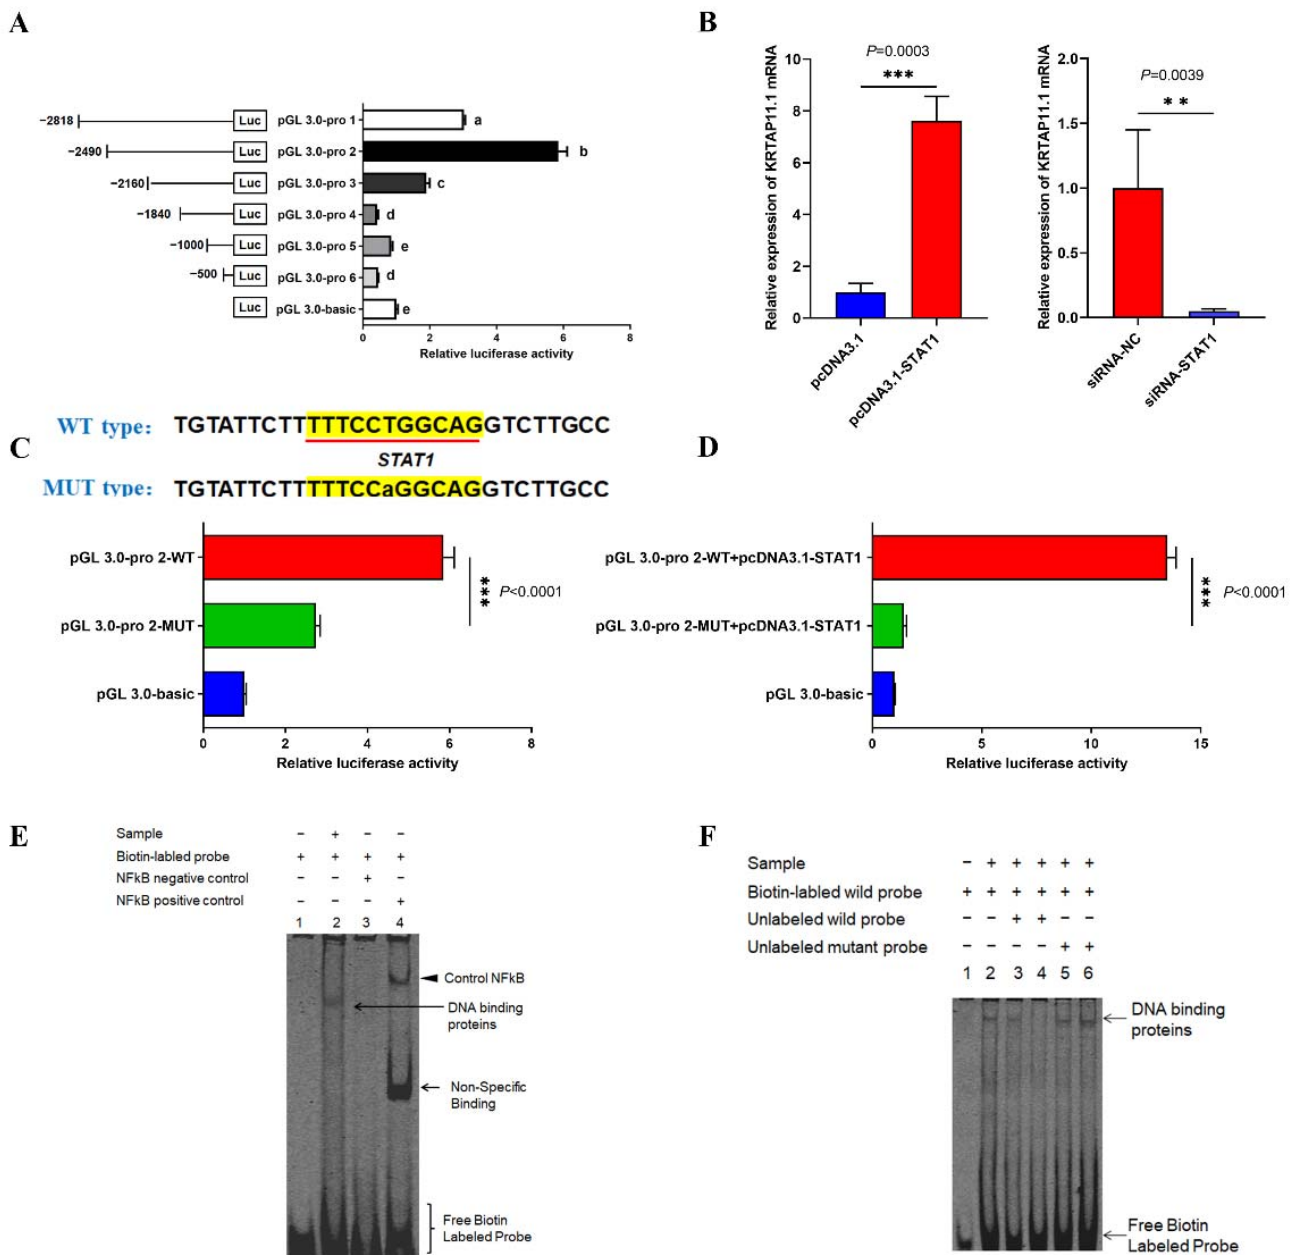 A
−2818
Luc
pGL 3.0-pro 1
a
−2490
Luc
pGL 3.0-pro 2
b
−2160
Luc
pGL 3.0-pro 3
c
−1840
Luc
pGL 3.0-pro 4
d
−1000
Luc
pGL 3.0-pro 5
e
−500
Luc
pGL 3.0-pro 6
d
Luc
pGL 3.0-basic
e
0 2 4 6 8
Relative luciferase activity
B
Relative expression of KRTAP11.1 mRNA
10
8
6
4
2
0
P=0.0003
***
pcDNA3.1
pcDNA3.1-STAT1
Relative expression of KRTAP11.1 mRNA
2.0
1.5
1.0
0.5
0.0
P=0.0039
**
siRNA-NC
siRNA-STAT1
C
WT type: TGTATTCTTTTTCCTGGCAGGTCTTGCC
STAT1
MUT type: TGTATTCTTTTTCCaGGCAGGTCTTGCC
pGL 3.0-pro 2-WT
pGL 3.0-pro 2-MUT
pGL 3.0-basic
***
P<0.0001
0 2 4 6 8
Relative luciferase activity
D
pGL 3.0-pro 2-WT+pcDNA3.1-STAT1
pGL 3.0-pro 2-MUT+pcDNA3.1-STAT1
pGL 3.0-basic
***
P<0.0001
0 5 10 15
Relative luciferase activity
E
Sample − + − −
Biotin-labled probe + + + +
NFkB negative control − − + −
NFkB positive control − − − +
1 2 3 4
Control NFkB
DNA binding
proteins
Non-Specific
Binding
Free Biotin
Labeled Probe
F
Sample − + + + + +
Biotin-labled wild probe + + + + + +
Unlabeled wild probe − − + + − −
Unlabeled mutant probe − − − − + +
1 2 3 4 5 6
DNA binding
proteins
Free Biotin
Labeled Probe